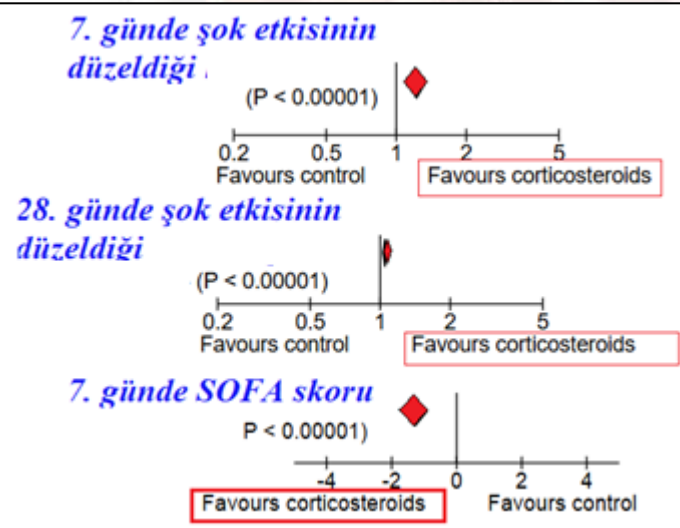 7. günde şok etkisinin
düzeldiği
(P < 0.00001)
0.2 0.5 1 2 5
Favours control Favours corticosteroids
28. günde şok etkisinin
düzeldiği
(P < 0.00001)
0.2 0.5 1 2 5
Favours control Favours corticosteroids
7. günde SOFA skoru
P < 0.00001)
-4 -2 0 2 4
Favours corticosteroids Favours control